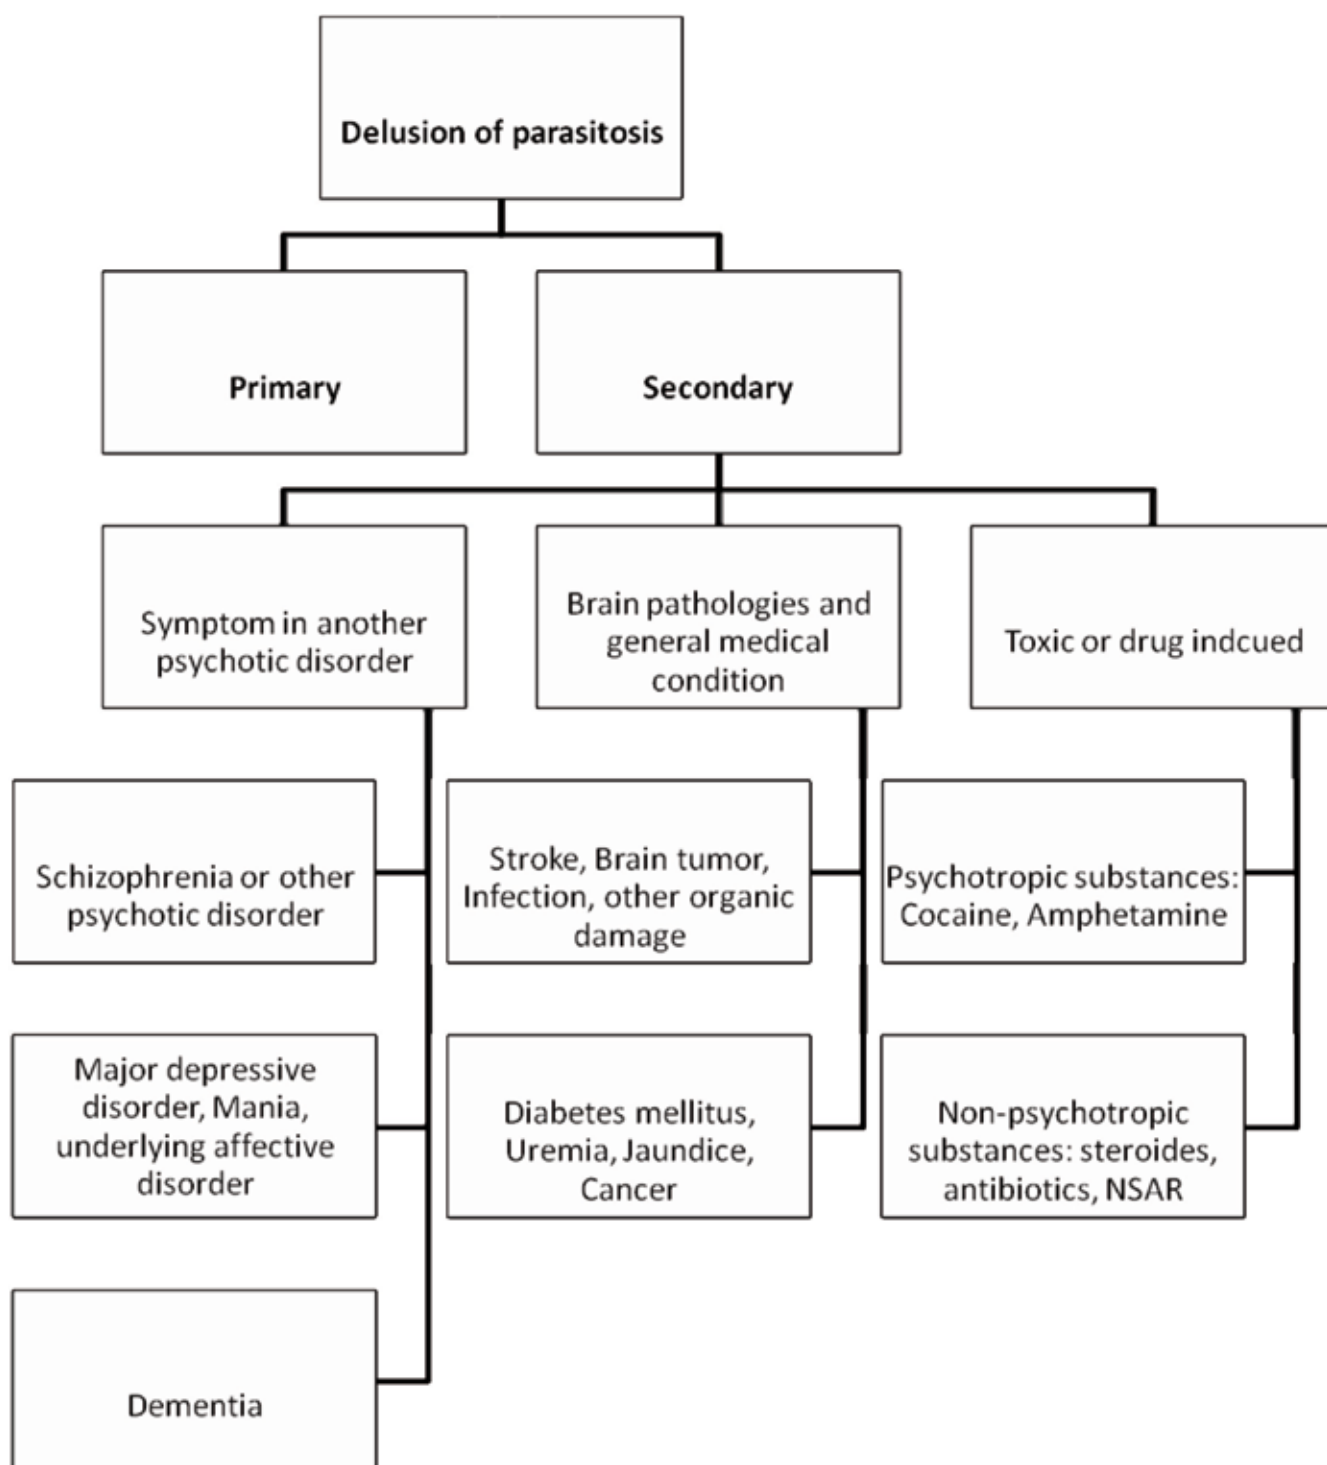 Delusion of parasitosis
Primary
Secondary
Symptom in another
psychotic disorder
Brain pathologies and
general medical
condition
Toxic or drug indcued
Schizophrenia or other
psychotic disorder
Stroke, Brain tumor,
Infection, other organic
damage
Psychotropic substances:
Cocaine, Amphetamine
Major depressive
disorder, Mania,
underlying affective
disorder
Diabetes mellitus,
Uremia, Jaundice,
Cancer
Non-psychotropic
substances: steroides,
antibiotics, NSAR
Dementia